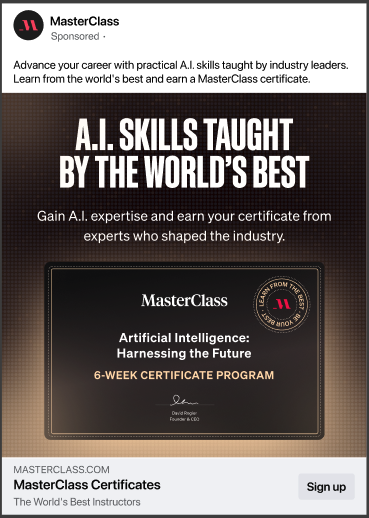 MasterClass
Sponsored ·
Advance your career with practical A.I. skills taught by industry leaders.
Learn from the world's best and earn a MasterClass certificate.
A.I. SKILLS TAUGHT
BY THE WORLD'S BEST
Gain A.I. expertise and earn your certificate from
experts who shaped the industry.
MasterClass
LEARN FROM THE BEST · BE YOUR BEST ·
Artificial Intelligence:
Harnessing the Future
6-WEEK CERTIFICATE PROGRAM
David Rogier
Founder & CEO
MASTERCLASS.COM
MasterClass Certificates
The World's Best Instructors
Sign up